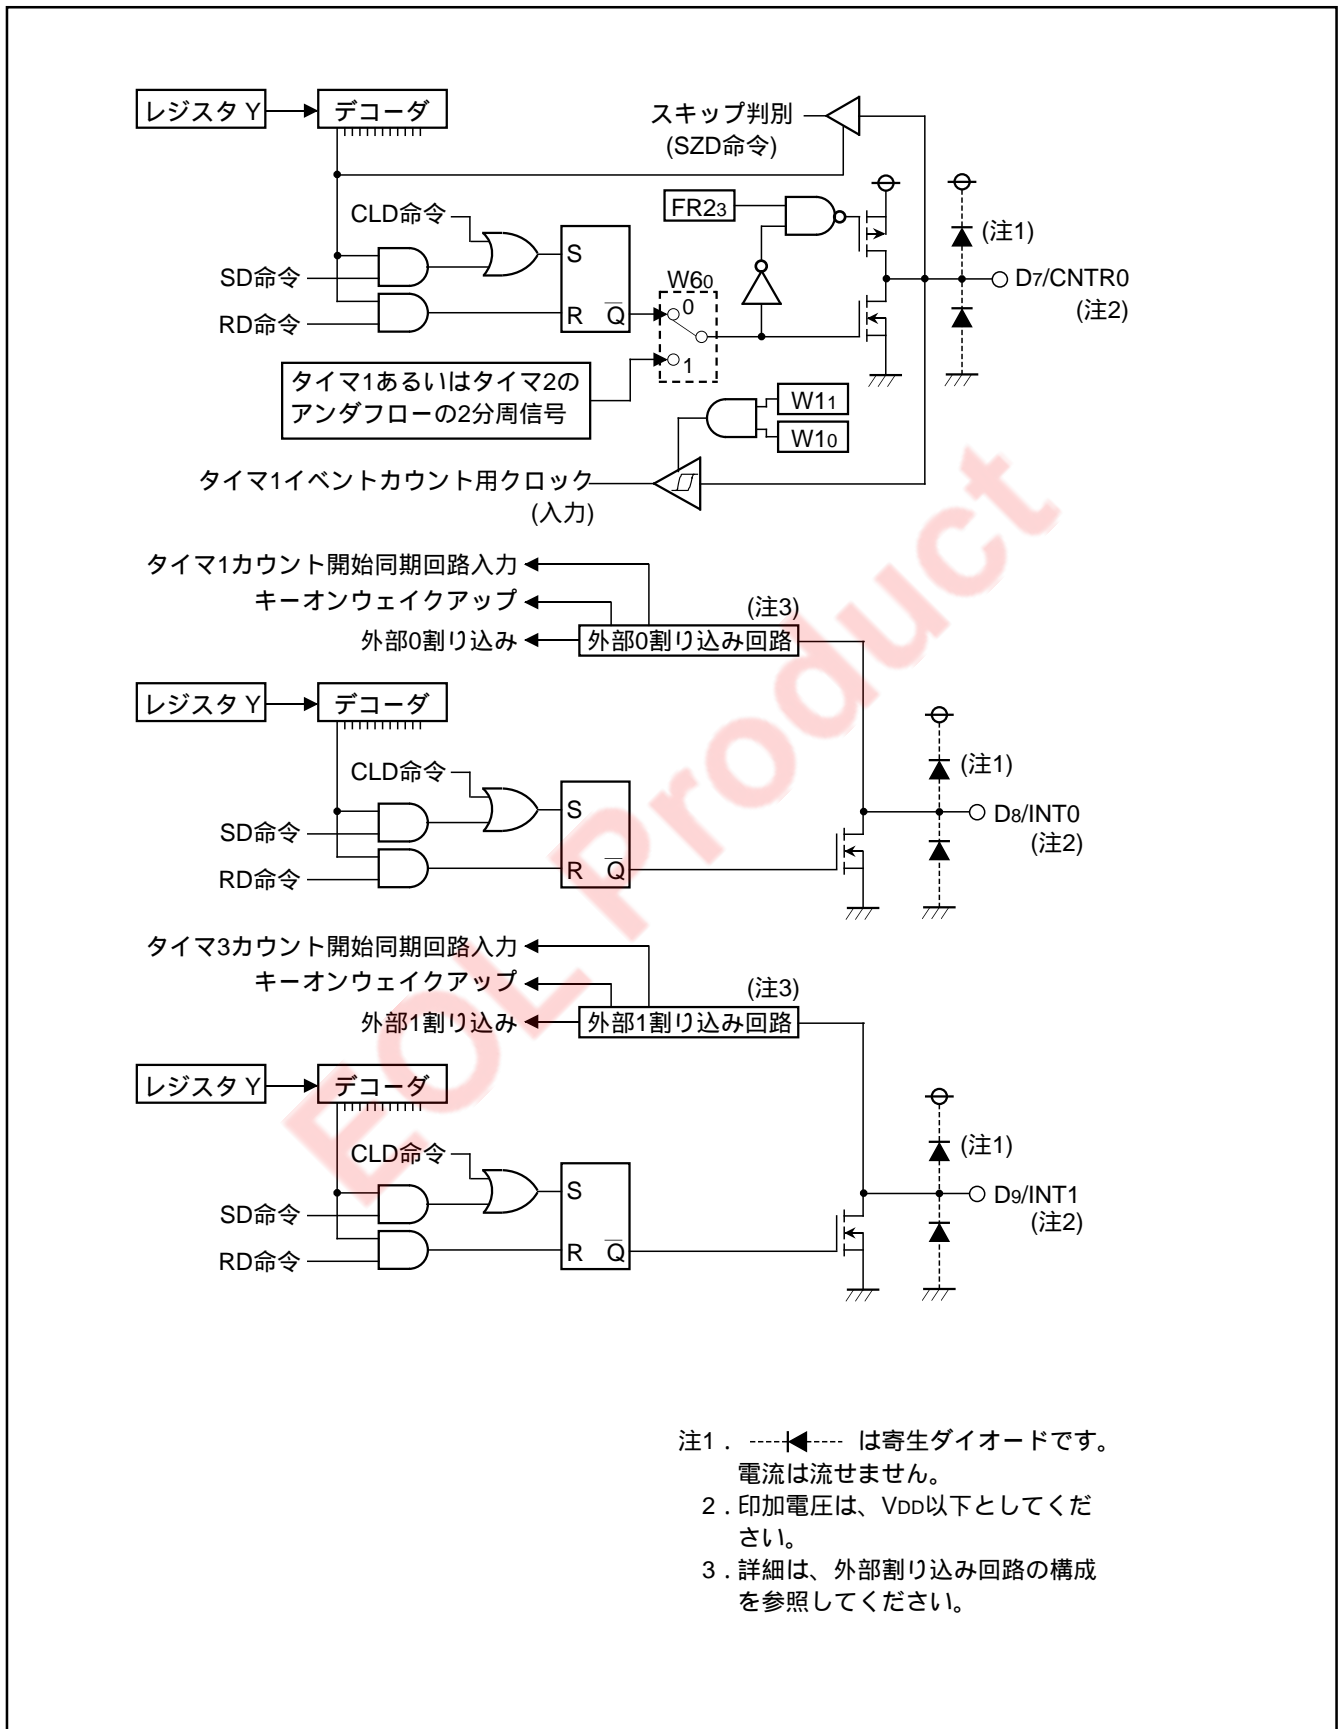 レジスタ Y
デコーダ
スキップ判別
(SZD命令)
CLD命令
SD命令
RD命令
S
R
Q̅
FR23
W60
0
1
(注1)
D7/CNTR0
(注2)
タイマ1あるいはタイマ2の
アンダフローの2分周信号
W11
W10
タイマ1イベントカウント用クロック
(入力)
タイマ1カウント開始同期回路入力
キーオンウェイクアップ
外部0割り込み
(注3)
外部0割り込み回路
レジスタ Y
デコーダ
CLD命令
SD命令
RD命令
S
R
Q̅
(注1)
D8/INT0
(注2)
タイマ3カウント開始同期回路入力
キーオンウェイクアップ
外部1割り込み
(注3)
外部1割り込み回路
レジスタ Y
デコーダ
CLD命令
SD命令
RD命令
S
R
Q̅
(注1)
D9/INT1
(注2)
注1． は寄生ダイオードです。
電流は流せません。
2．印加電圧は、VDD以下としてくだ
さい。
3．詳細は、外部割り込み回路の構成
を参照してください。
EOL Product